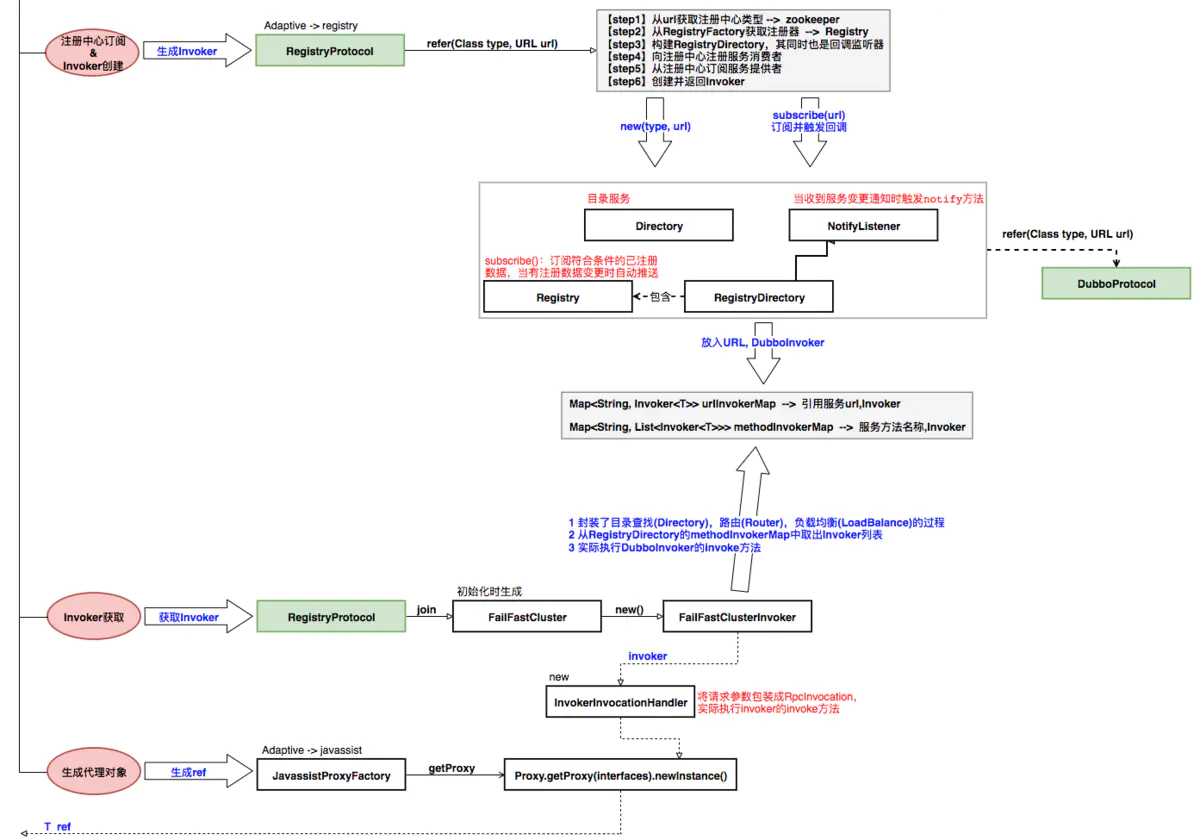 注册中心订阅
&
Invoker创建
生成Invoker
Adaptive -> registry
RegistryProtocol
refer(Class type, URL url)
【step1】从url获取注册中心类型 --> zookeeper
【step2】从RegistryFactory获取注册器 --> Registry
【step3】构建RegistryDirectory，其同时也是回调监听器
【step4】向注册中心注册服务消费者
【step5】从注册中心订阅服务提供者
【step6】创建并返回Invoker
new(type, url)
subscribe(url)
订阅并触发回调
目录服务
Directory
当收到服务变更通知时触发notify方法
NotifyListener
subscribe()：订阅符合条件的已注册
数据，当有注册数据变更时自动推送
Registry
包含
RegistryDirectory
refer(Class type, URL url)
DubboProtocol
放入URL, DubboInvoker
Map<String, Invoker<T>> urlInvokerMap --> 引用服务url,Invoker
Map<String, List<Invoker<T>>> methodInvokerMap --> 服务方法名称,Invoker
1 封装了目录查找(Directory)，路由(Router)，负载均衡(LoadBalance)的过程
2 从RegistryDirectory的methodInvokerMap中取出Invoker列表
3 实际执行DubboInvoker的invoke方法
Invoker获取
获取Invoker
RegistryProtocol
join
初始化时生成
FailFastCluster
new()
FailFastClusterInvoker
invoker
new
InvokerInvocationHandler
将请求参数包装成RpcInvocation，
实际执行invoker的invoke方法
生成代理对象
生成ref
Adaptive -> javassist
JavassistProxyFactory
getProxy
Proxy.getProxy(interfaces).newInstance()
T ref